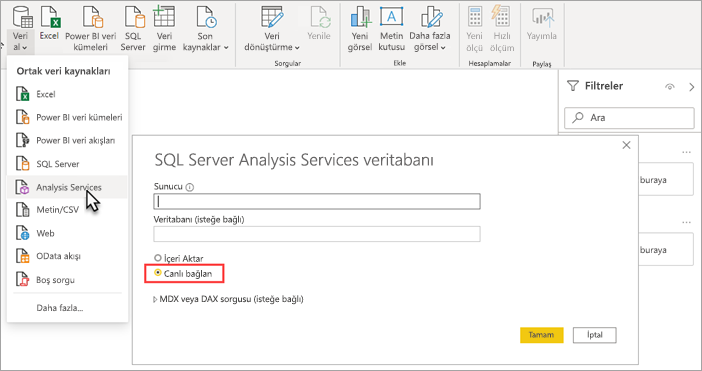 Veri
al
Excel
Power BI veri
kümeleri
SQL
Server
Veri
girme
Son
kaynaklar
Veri
dönüştürme
Yenile
Yeni
görsel
Metin
kutusu
Daha fazla
görsel
Yeni
ölçü
Hızlı
ölçüm
Yayımla
Sorgular
Ekle
Hesaplamalar
Paylaş
Ortak veri kaynakları
Excel
Power BI veri kümeleri
Power BI veri akışları
SQL Server
Analysis Services
Metin/CSV
Web
OData akışı
Boş sorgu
Daha fazla...
SQL Server Analysis Services veritabanı
Sunucu
Veritabanı (isteğe bağlı)
İçeri Aktar
Canlı bağlan
MDX veya DAX sorgusu (isteğe bağlı)
Tamam
İptal
Filtreler
Ara
...
buraya
...
buraya